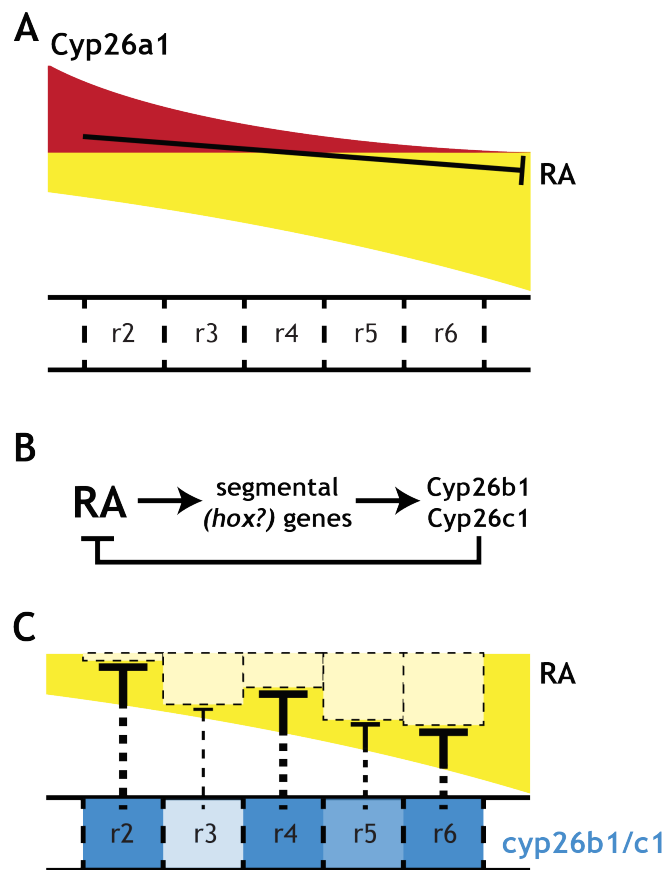 A
Cyp26a1
RA
r2 r3 r4 r5 r6
B
RA
segmental
(hox?) genes
Cyp26b1
Cyp26c1
C
RA
r2 r3 r4 r5 r6
cyp26b1/c1